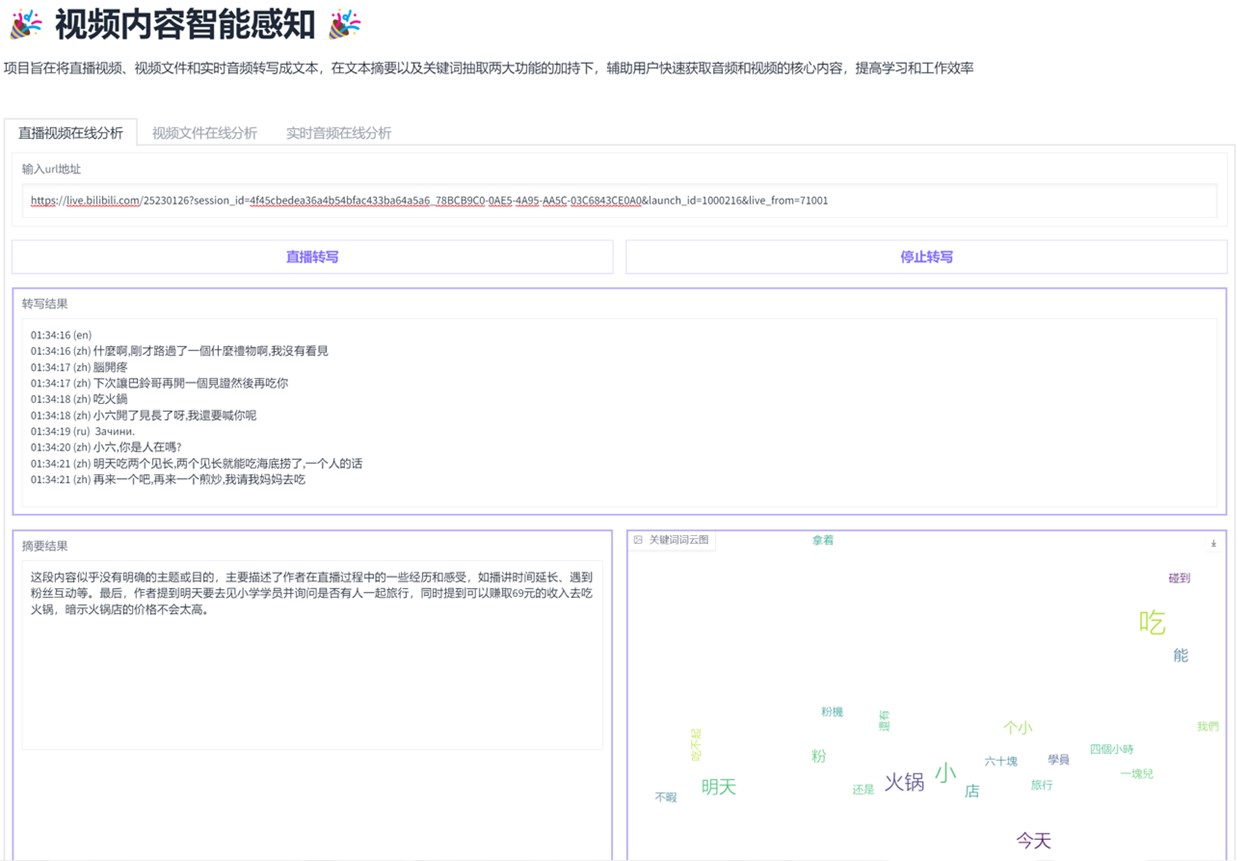 🎉 视频内容智能感知 🎉
项目旨在将直播视频、视频文件和实时音频转写成文本，在文本摘要以及关键词抽取两大功能的加持下，辅助用户快速获取音频和视频的核心内容，提高学习和工作效率
直播视频在线分析 视频文件在线分析 实时音频在线分析
输入url地址
https://live.bilibili.com/25230126?session_id=4f45cbedea36a4b54bfac433ba64a5a6_78BCB9C0-0AE5-4A95-AA5C-03C6843CE0A0&launch_id=1000216&live_from=71001
直播转写 停止转写
转写结果
01:34:16 (en)
01:34:16 (zh) 什麼啊,剛才路過了一個什麼禮物啊,我沒有看見
01:34:17 (zh) 腦開疼
01:34:17 (zh) 下次讓巴鈴哥再開一個見證然後再吃你
01:34:18 (zh) 吃火鍋
01:34:18 (zh) 小六開了見長了呀,我還要喊你呢
01:34:19 (ru) Зачини.
01:34:20 (zh) 小六,你是人在嗎?
01:34:21 (zh) 明天吃两个见长,两个见长就能吃海底捞了,一个人的话
01:34:21 (zh) 再来一个吧,再来一个煎炒,我请我妈妈去吃
摘要结果
这段内容似乎没有明确的主题或目的，主要描述了作者在直播过程中的一些经历和感受，如播讲时间延长、遇到
粉丝互动等。最后，作者提到明天要去见小学学员并询问是否有人一起旅行，同时提到可以赚取69元的收入去吃
火锅，暗示火锅店的价格不会太高。
关键词词云图
拿着
碰到
吃
能
粉機
還有
个小
我們
吃不起
粉
四個小時
六十塊
學員
一塊兒
明天
还是
火锅
小
店
旅行
不暇
今天